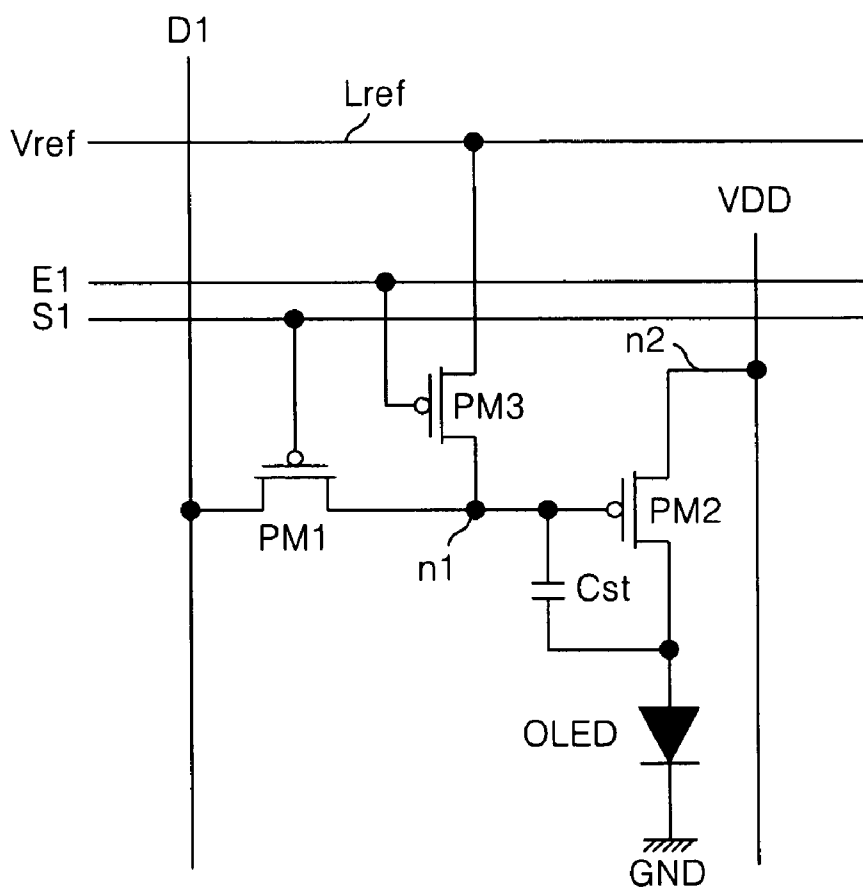 D1
Lref
Vref
VDD
E1
S1
n2
PM3
PM2
PM1
n1
Cst
OLED
GND